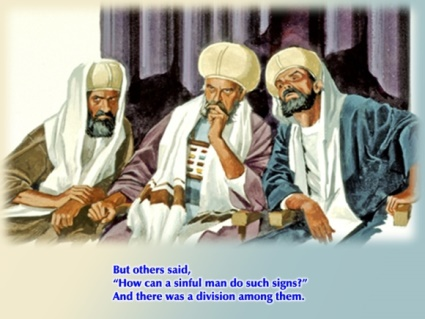 But others said,
“How can a sinful man do such signs?”
And there was a division among them.